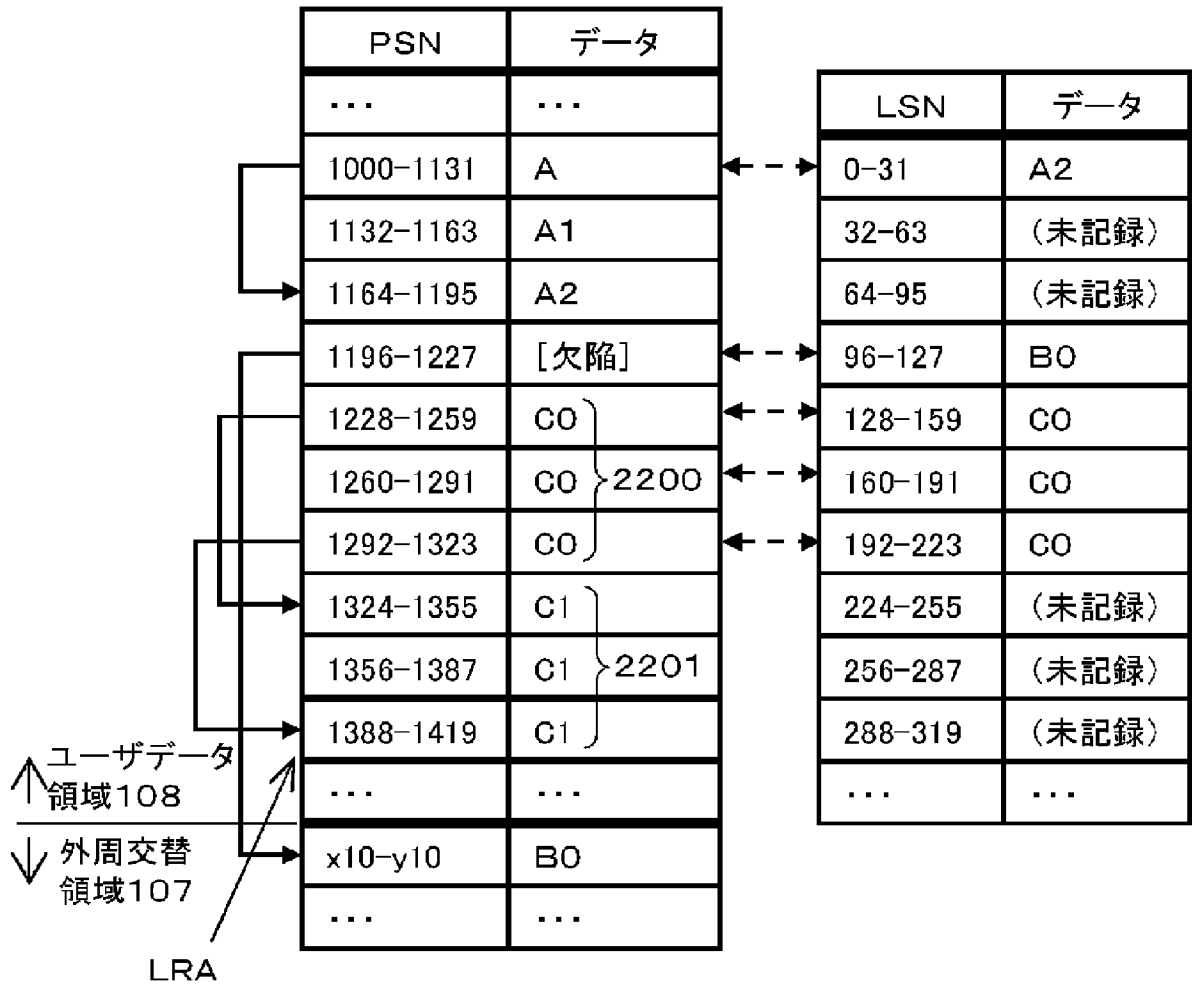 PSN データ
... ...
1000-1131 A
1132-1163 A1
1164-1195 A2
1196-1227 [欠陥]
1228-1259 C0
1260-1291 C0
1292-1323 C0
2200
1324-1355 C1
1356-1387 C1
1388-1419 C1
2201
... ...
x10-y10 B0
... ...
LSN データ
0-31 A2
32-63 (未記録)
64-95 (未記録)
96-127 B0
128-159 C0
160-191 C0
192-223 C0
224-255 (未記録)
256-287 (未記録)
288-319 (未記録)
... ...
ユーザデータ
領域108
外周交替
領域107
LRA